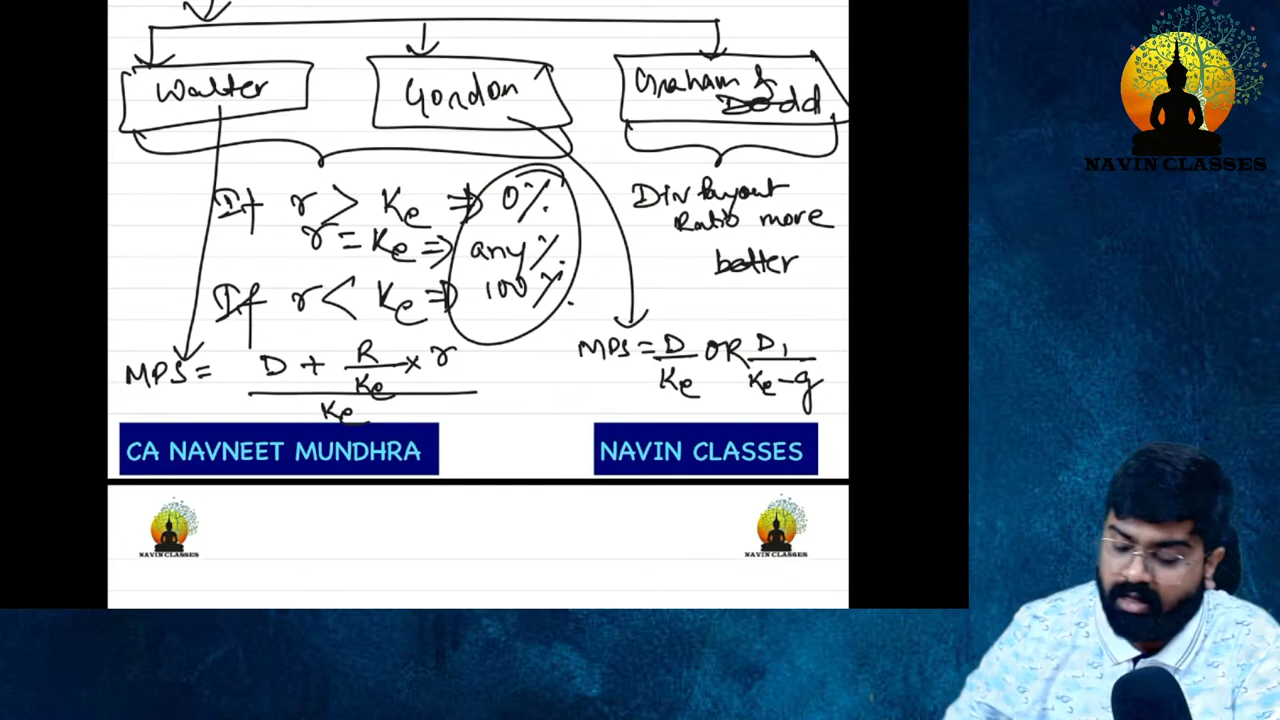 Walter
Gordon
Graham &
Dodd
NAVIN CLASSES
If r > Ke ⇒ 0%.
r = Ke ⇒ any %.
If r < Ke ⇒ 100%.
Div Payout
Ratio more
better
MPS = (D + R/Ke × r) / Ke
MPS = D/Ke OR D1/(Ke-g)
CA NAVNEET MUNDHRA
NAVIN CLASSES
NAVIN CLASSES
NAVIN CLASSES